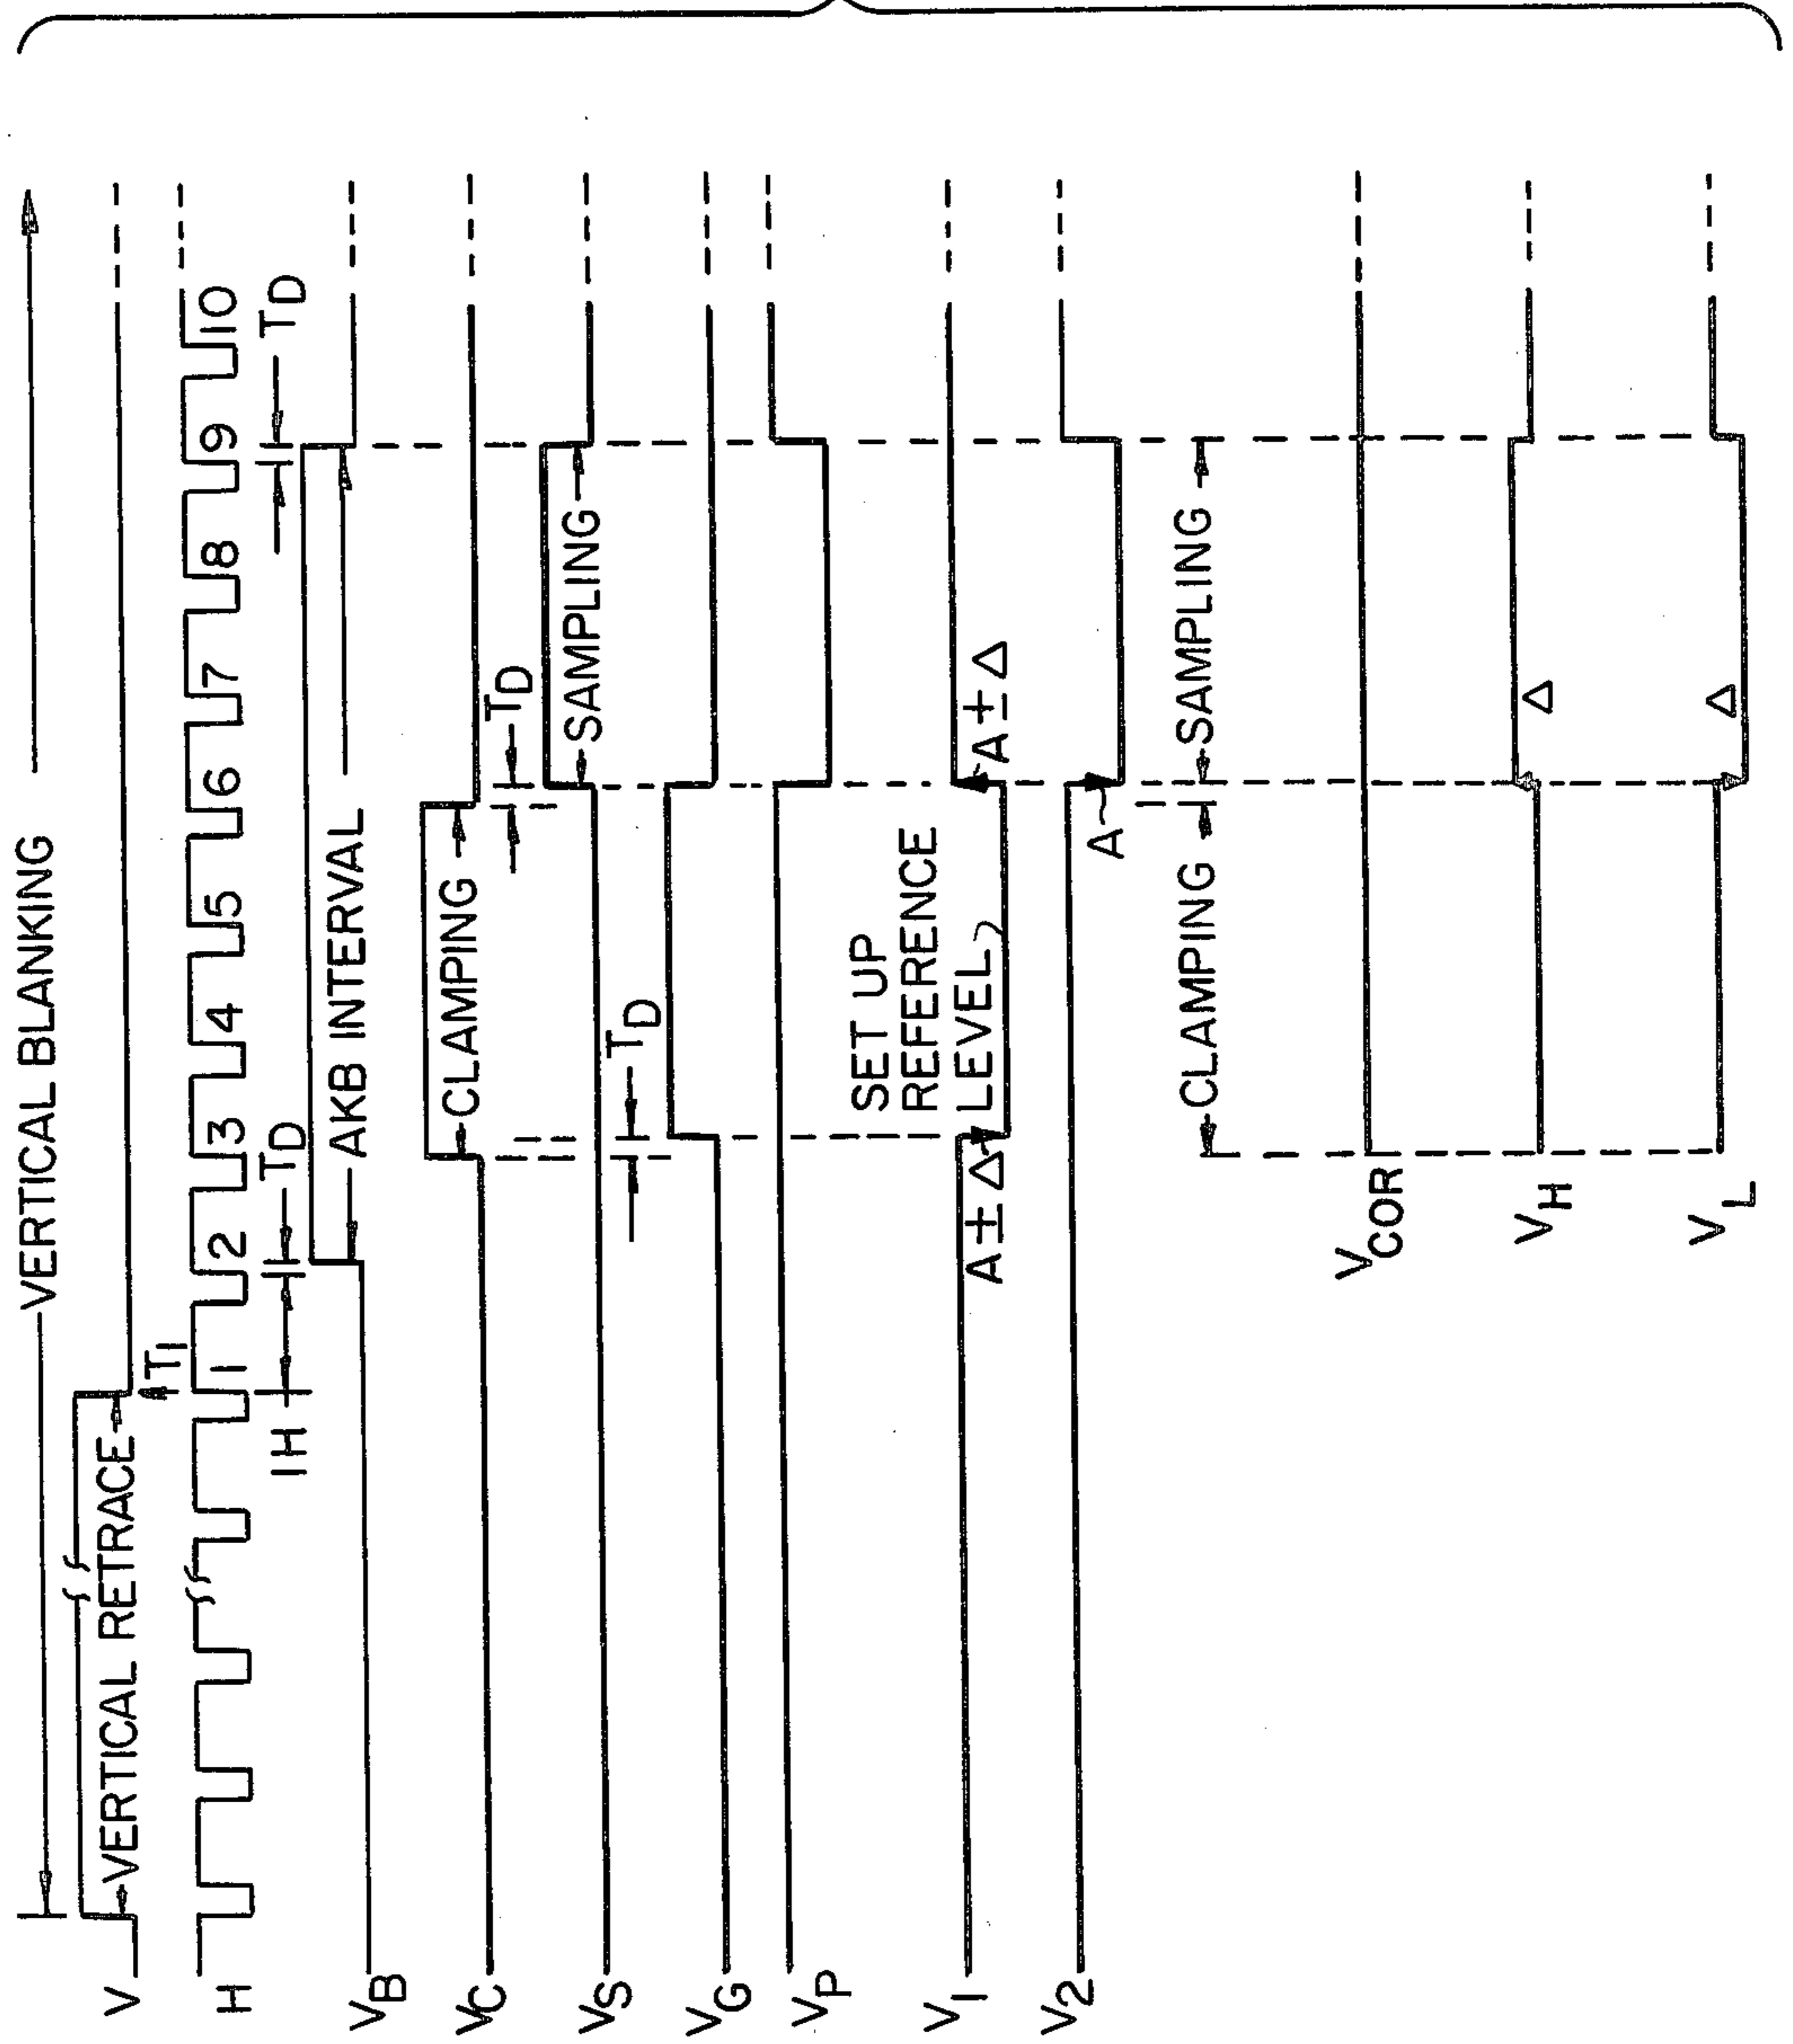 VERTICAL BLANKING
V
VERTICAL RETRACE
T1
H
1 2 3 4 5 6 7 8 9 10
1H
TD
TD
VB
AKB INTERVAL
VC
CLAMPING
TD
VS
SAMPLING
TD
VG
VP
SET UP
REFERENCE
LEVEL
V1
A±Δ
A±Δ
V2
A
CLAMPING
SAMPLING
VCOR
VH
Δ
VL
Δ